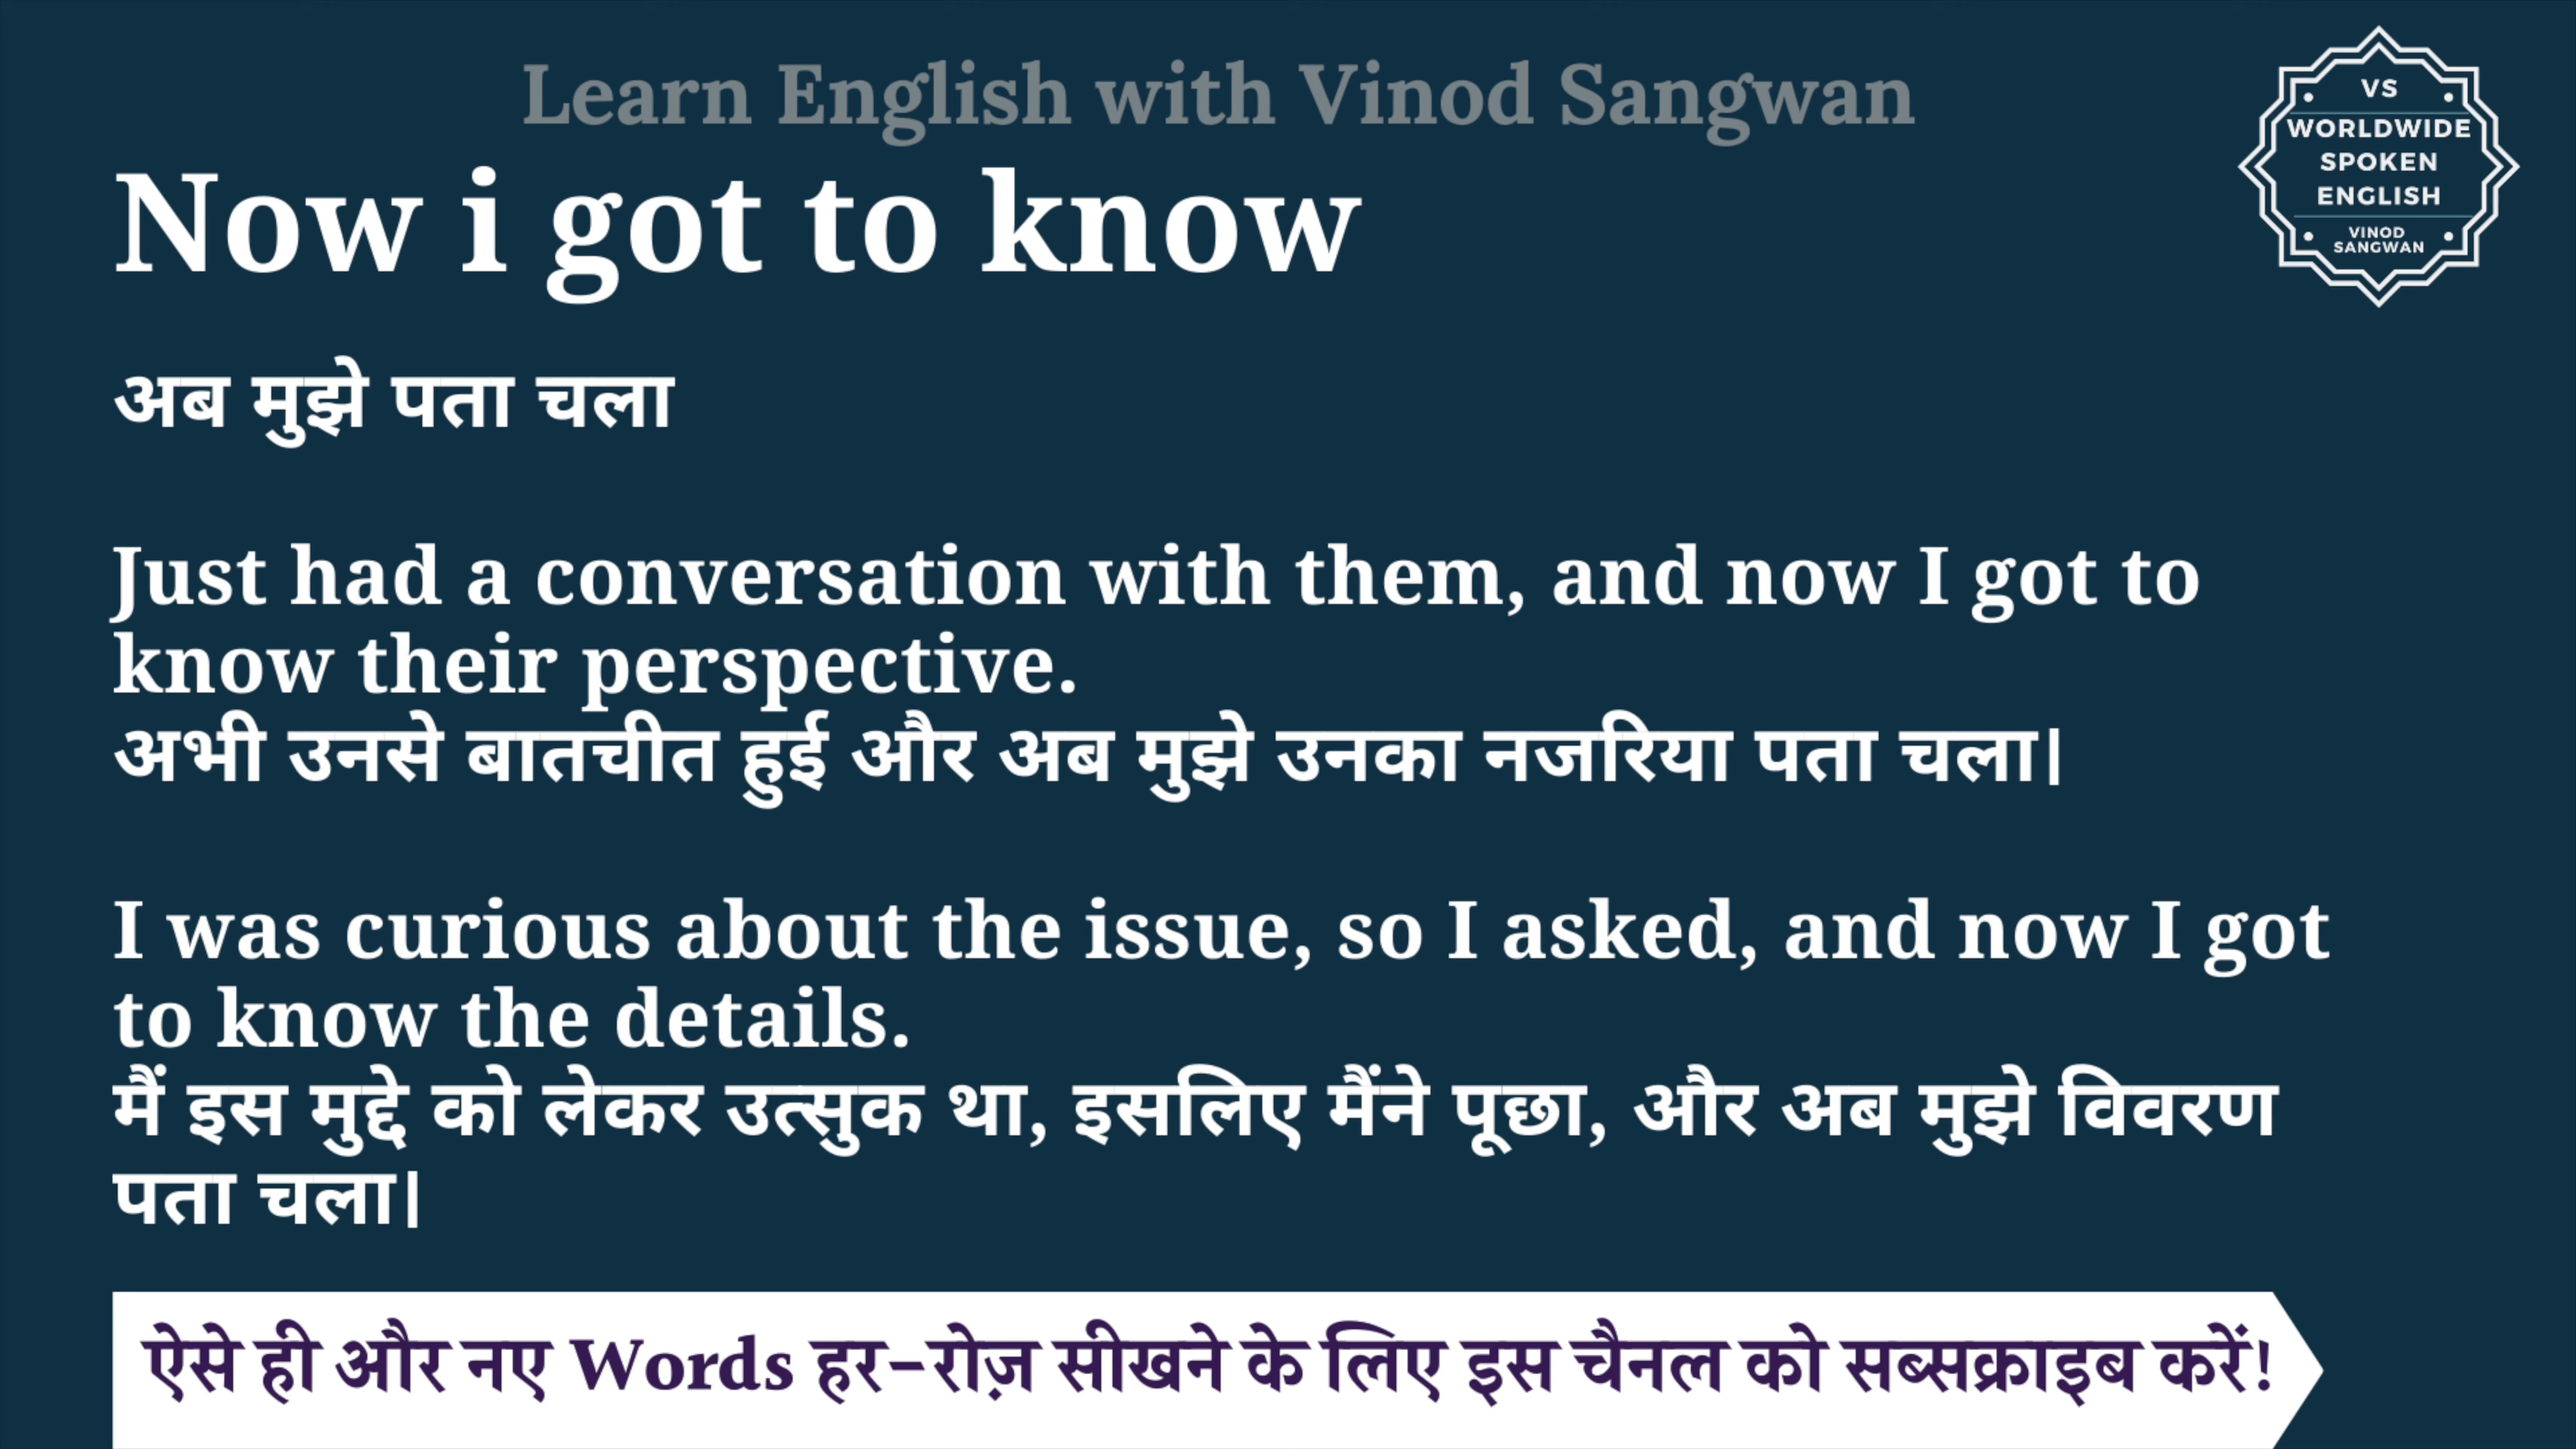 Learn English with Vinod Sangwan
VS
WORLDWIDE
SPOKEN
ENGLISH
VINOD
SANGWAN
Now i got to know
अब मुझे पता चला
Just had a conversation with them, and now I got to
know their perspective.
अभी उनसे बातचीत हुई और अब मुझे उनका नजरिया पता चला।
I was curious about the issue, so I asked, and now I got
to know the details.
मैं इस मुद्दे को लेकर उत्सुक था, इसलिए मैंने पूछा, और अब मुझे विवरण
पता चला।
ऐसे ही और नए Words हर-रोज़ सीखने के लिए इस चैनल को सब्सक्राइब करें!